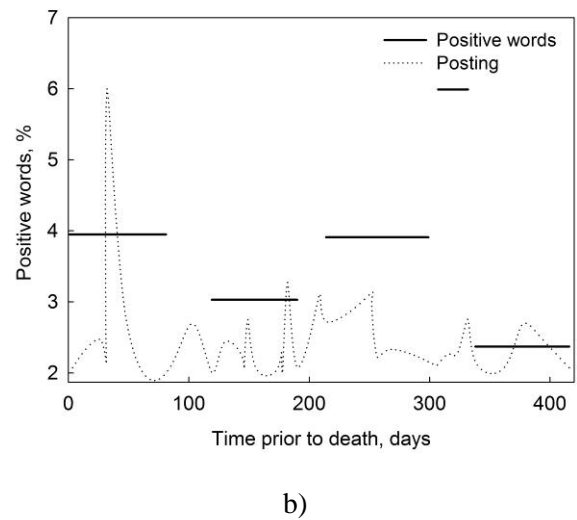 7
6
5
4
3
2
Positive words, %
Positive words
Posting
0 100 200 300 400
Time prior to death, days
b)